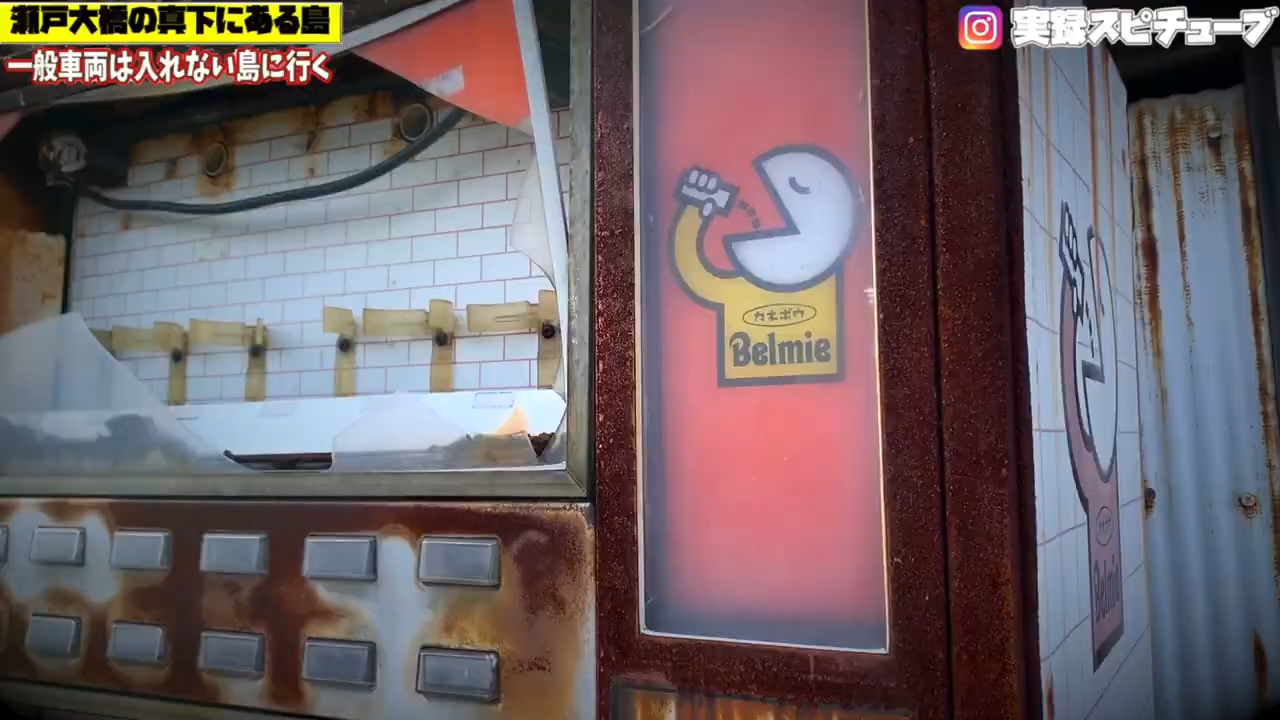 瀬戸大橋の真下にある島
一般車両は入れない島に行く
実録スピチューブ
カネボウ
Belmie
Belmie